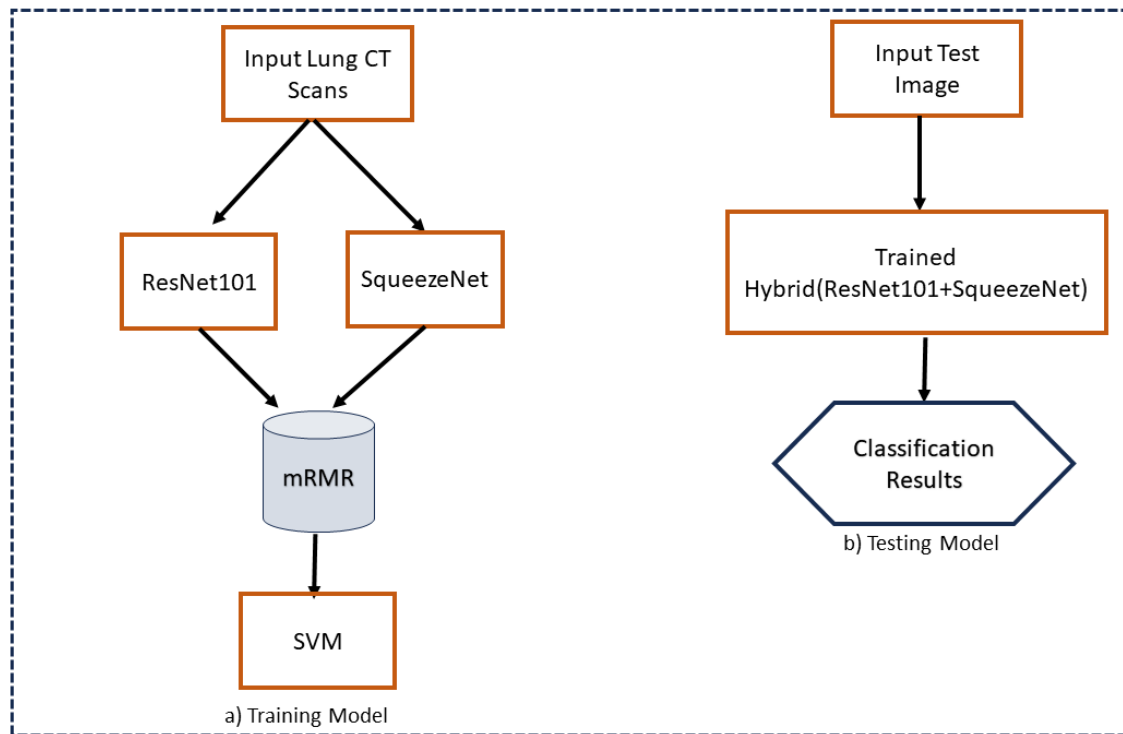 Input Lung CT
Scans
ResNet101
SqueezeNet
mRMR
SVM
a) Training Model
Input Test
Image
Trained
Hybrid(ResNet101+SqueezeNet)
Classification
Results
b) Testing Model